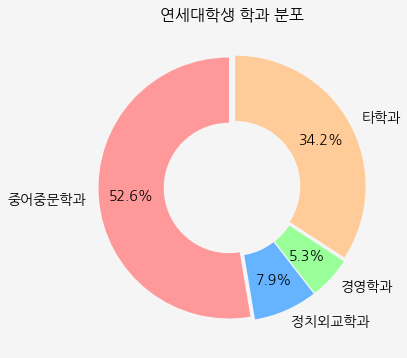 연세대학생 학과 분포
타학과
34.2%
중어중문학과
52.6%
5.3%
경영학과
7.9%
정치외교학과